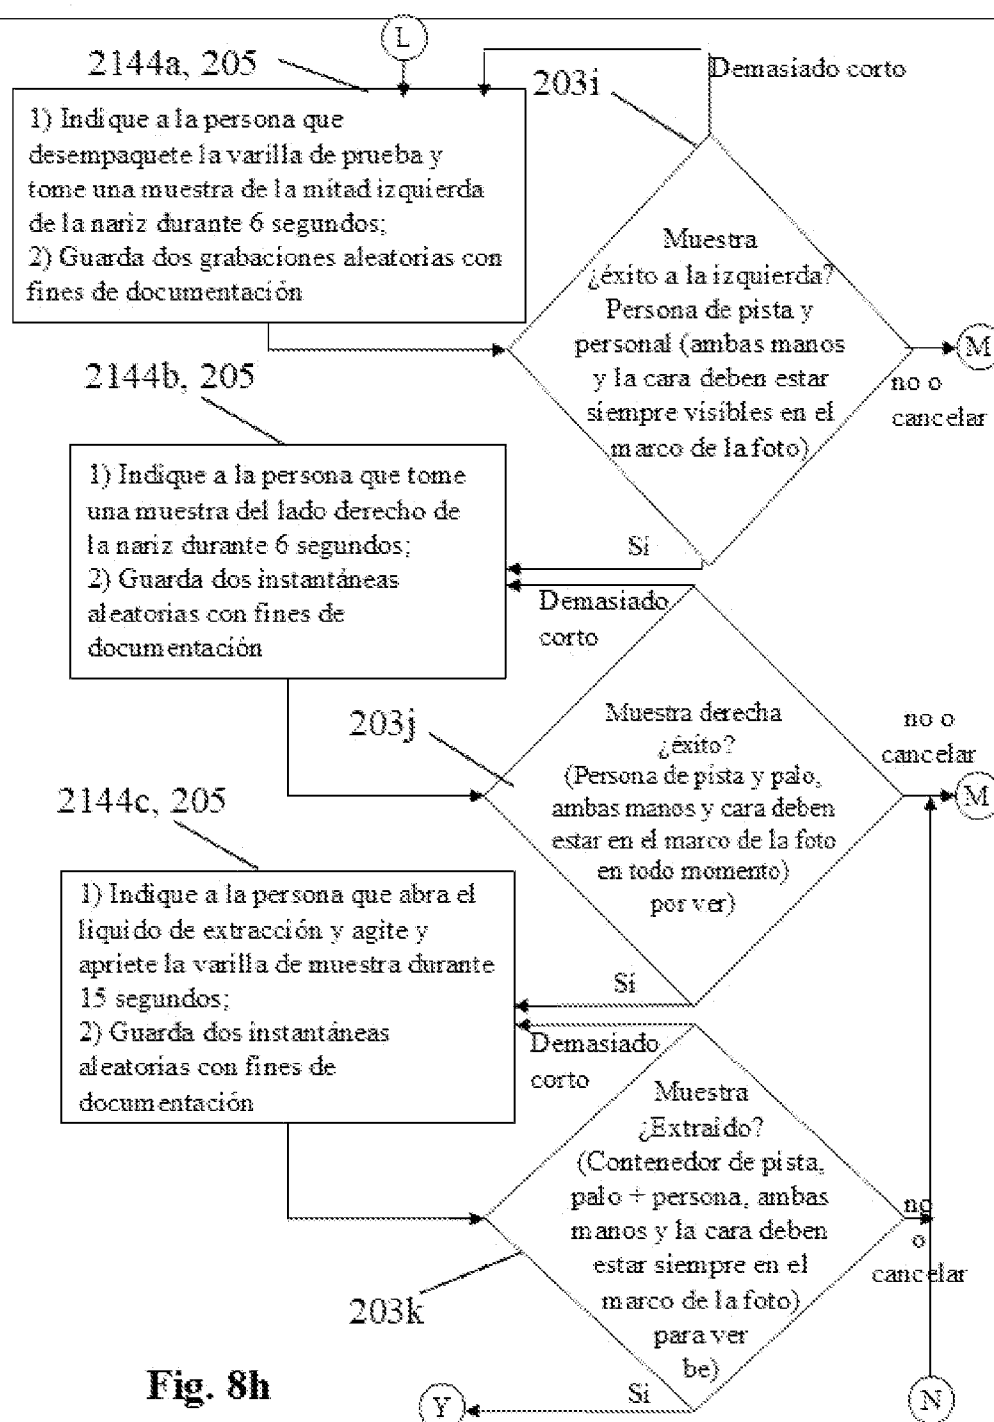 L
2144a, 205
203i
Demasiado corto
1) Indique a la persona que
desempaquete la varilla de prueba y
tome una muestra de la mitad izquierda
de la nariz durante 6 segundos;
2) Guarda dos grabaciones aleatorias con
fines de documentación
Muestra
¿éxito a la izquierda?
Persona de pista y
personal (ambas manos
y la cara deben estar
siempre visibles en el
marco de la foto)
M
no o
cancelar
2144b, 205
1) Indique a la persona que tome
una muestra del lado derecho de
la nariz durante 6 segundos;
2) Guarda dos instantáneas
aleatorias con fines de
documentación
Sí
Demasiado
corto
203j
Muestra derecha
¿éxito?
(Persona de pista y palo,
ambas manos y cara deben
estar en el marco de la foto
en todo momento)
por ver)
no o
cancelar
M
2144c, 205
1) Indique a la persona que abra el
líquido de extracción y agite y
apriete la varilla de muestra durante
15 segundos;
2) Guarda dos instantáneas
aleatorias con fines de
documentación
Sí
Demasiado
corto
Muestra
¿Extraído?
(Contenedor de pista,
palo + persona, ambas
manos y la cara deben
estar siempre en el
marco de la foto)
para ver
be)
no
o
cancelar
203k
Sí
Y
N
Fig. 8h